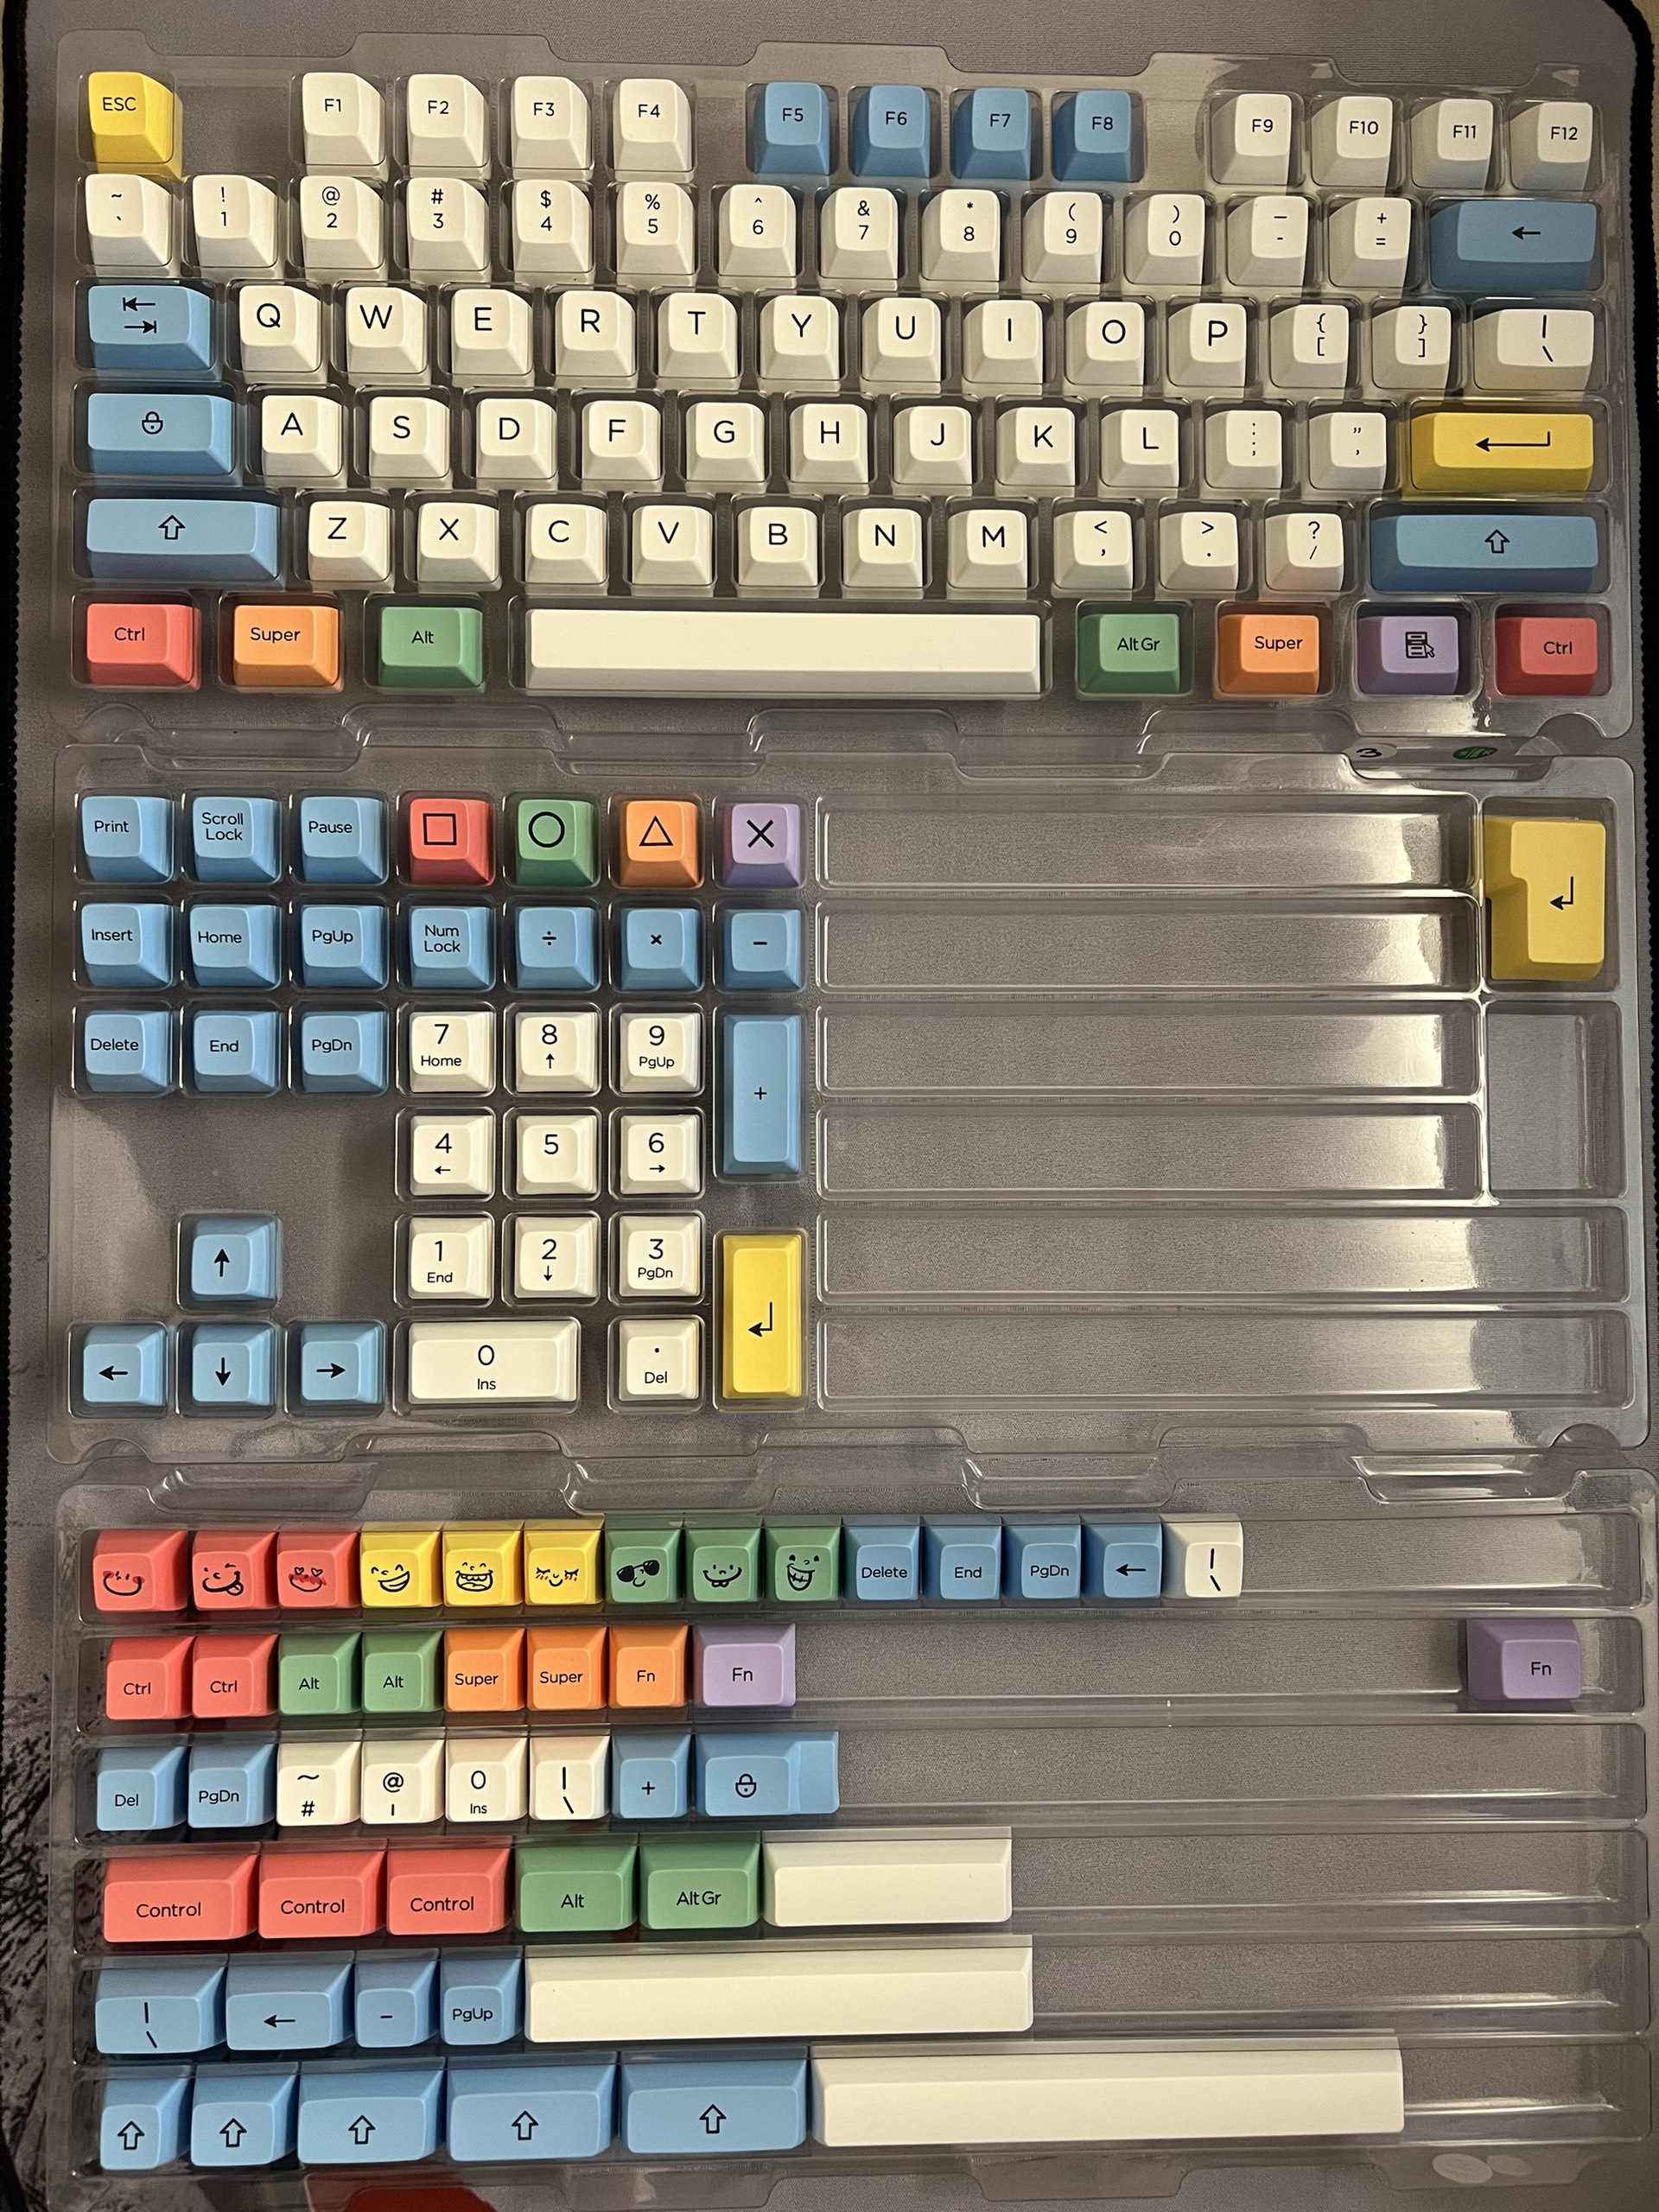 ESC F1 F2 F3 F4 F5 F6 F7 F8 F9 F10 F11 F12
~ ! @ # $ % ^ & * ( ) — +
` 1 2 3 4 5 6 7 8 9 0 - = ←
Q W E R T Y U I O P { } |
[ ] \
A S D F G H J K L : "
; '
Z X C V B N M < > ?
, . /
Ctrl Super Alt Alt Gr Super Ctrl
3
Print Scroll Pause
Lock
Insert Home PgUp Num ÷ × −
Lock
Delete End PgDn 7 8 9 +
Home ↑ PgUp
4 5 6
← →
↑ 1 2 3
End ↓ PgDn
← ↓ → 0 .
Ins Del
Delete End PgDn ← |
\
Ctrl Ctrl Alt Alt Super Super Fn Fn Fn
Del PgDn ~ @ 0 | +
# ' Ins \
Control Control Control Alt Alt Gr
| ← − PgUp
\